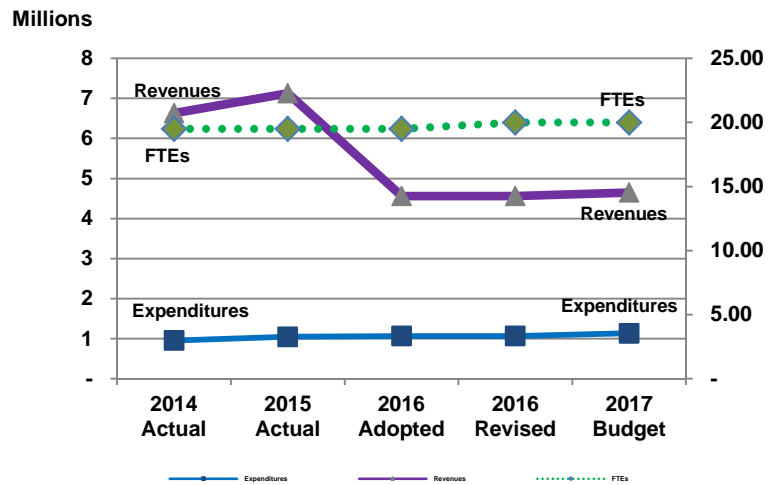 Millions
8
7
6
5
4
3
2
1
-
25.00
20.00
15.00
10.00
5.00
-
Revenues
FTEs
FTEs
Revenues
Expenditures
Expenditures
2014 2015 2016 2016 2017
Actual Actual Adopted Revised Budget
Expenditures Revenues FTEs